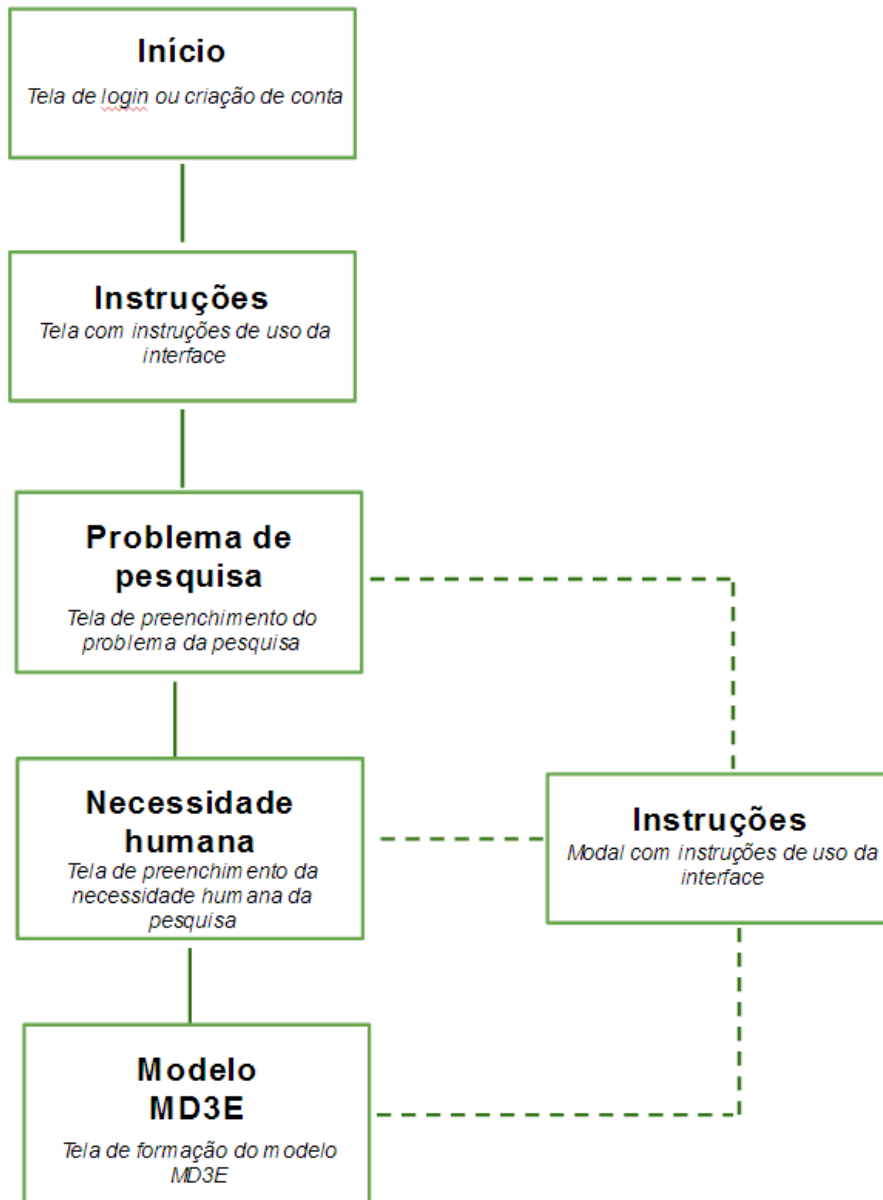 Início
Tela de login ou criação de conta
Instruções
Tela com instruções de uso da
interface
Problema de
pesquisa
Tela de preenchimento do
problema da pesquisa
Necessidade
humana
Tela de preenchimento da
necessidade humana da
pesquisa
Instruções
Modal com instruções de uso da
interface
Modelo
MD3E
Tela de formação do modelo
MD3E